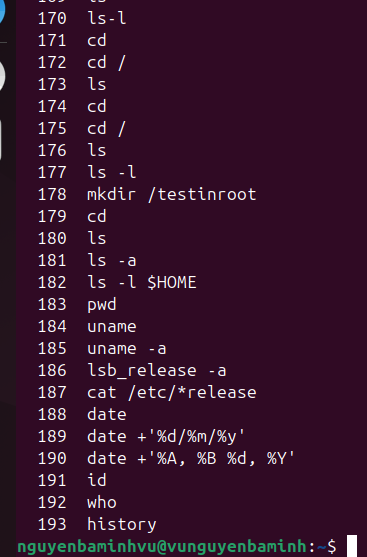 169 ls
170 ls-l
171 cd
172 cd /
173 ls
174 cd
175 cd /
176 ls
177 ls -l
178 mkdir /testinroot
179 cd
180 ls
181 ls -a
182 ls -l $HOME
183 pwd
184 uname
185 uname -a
186 lsb_release -a
187 cat /etc/*release
188 date
189 date +'%d/%m/%y'
190 date +'%A, %B %d, %Y'
191 id
192 who
193 history
nguyenbaminhvu@vunguyenbaminh:~$